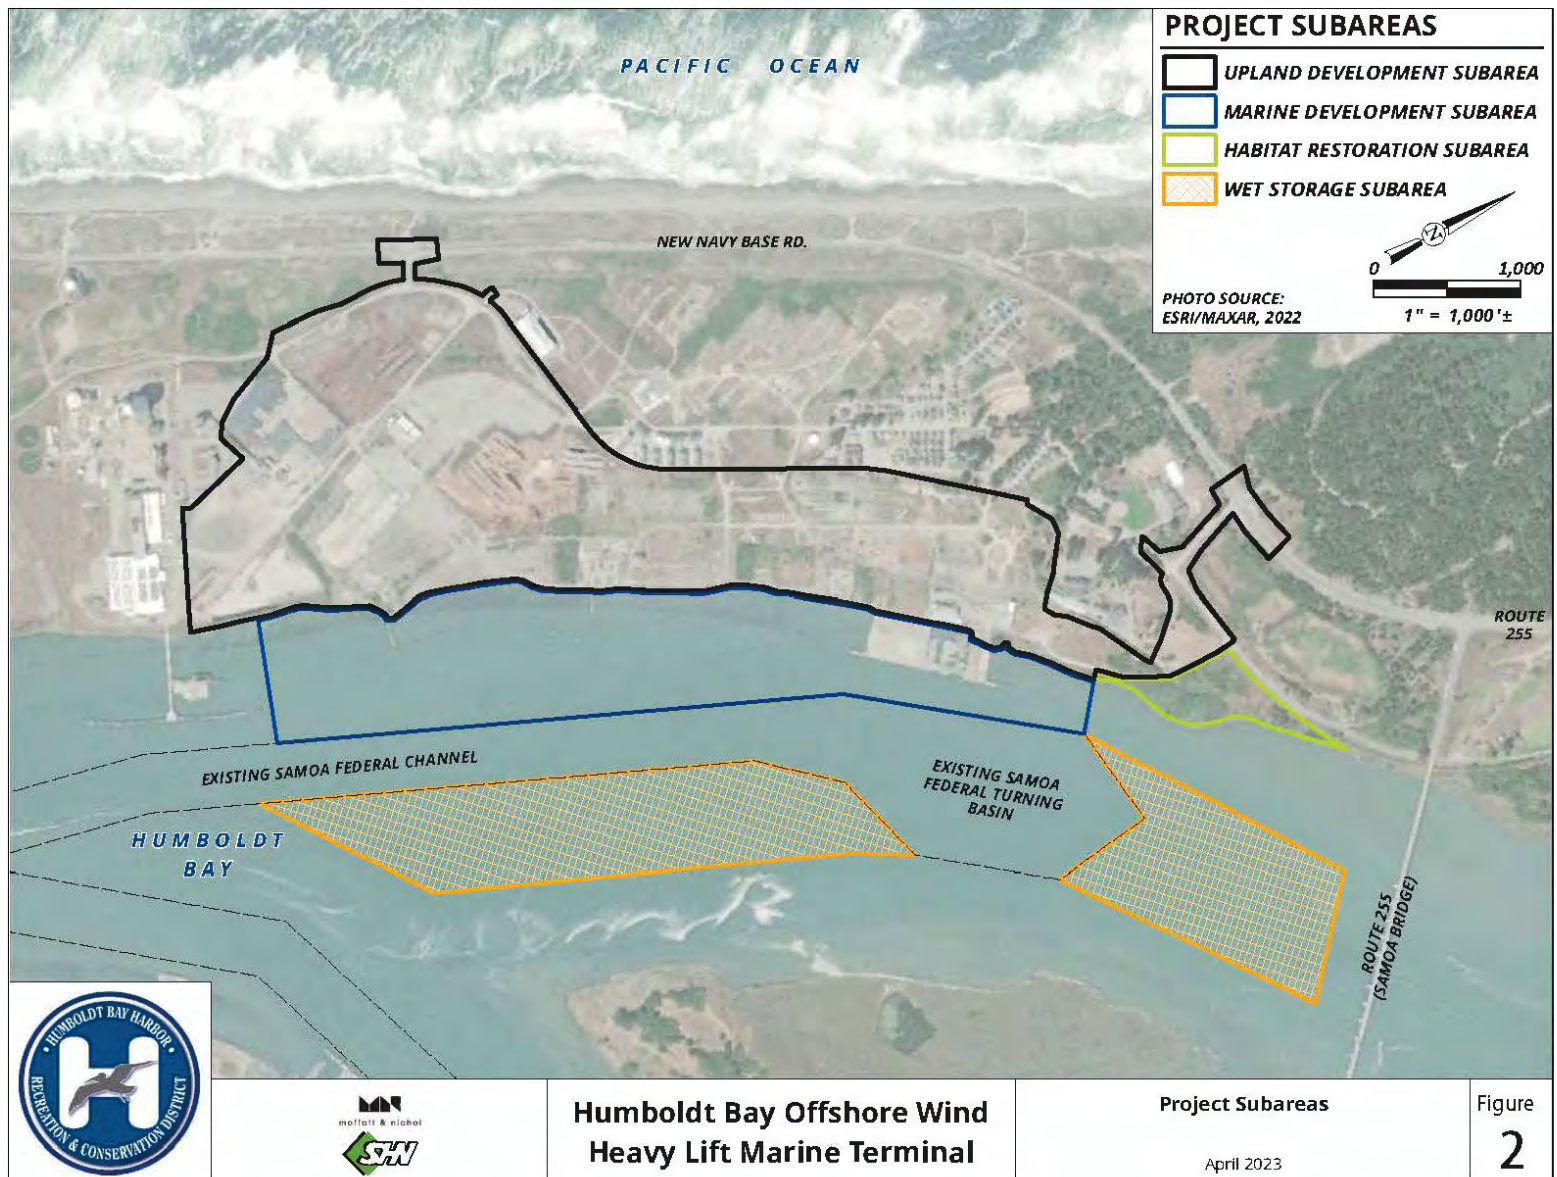 PROJECT SUBAREAS
UPLAND DEVELOPMENT SUBAREA
MARINE DEVELOPMENT SUBAREA
HABITAT RESTORATION SUBAREA
WET STORAGE SUBAREA
N
0 1,000
1" = 1,000'±
PHOTO SOURCE:
ESRI/MAXAR, 2022
PACIFIC OCEAN
NEW NAVY BASE RD.
ROUTE
255
EXISTING SAMOA FEDERAL CHANNEL
EXISTING SAMOA
FEDERAL TURNING
BASIN
HUMBOLDT
BAY
ROUTE 255
(SAMOA BRIDGE)
• HUMBOLDT BAY HARBOR •
RECREATION & CONSERVATION DISTRICT
H
moffatt & nichol
SHN
Humboldt Bay Offshore Wind
Heavy Lift Marine Terminal
Project Subareas
April 2023
Figure
2